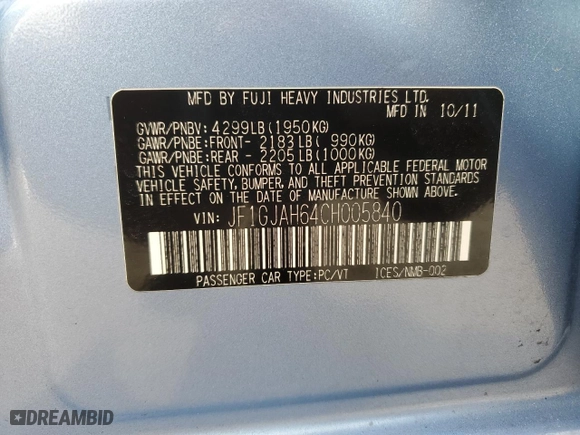 MFD BY FUJI HEAVY INDUSTRIES LTD.
MFD IN 10/11
GVWR/PNBV: 4299LB(1950KG)
GAWR/PNBE:FRONT- 2183LB( 990KG)
GAWR/PNBE:REAR - 2205LB(1000KG)
THIS VEHICLE CONFORMS TO ALL APPLICABLE FEDERAL MOTOR
VEHICLE SAFETY, BUMPER, AND THEFT PREVENTION STANDARDS
IN EFFECT ON THE DATE OF MANUFACTURE SHOWN ABOVE.
VIN: JF1GJAH64CH005840
PASSENGER CAR TYPE:PC/VT ICES/NMB-002
DREAMBID